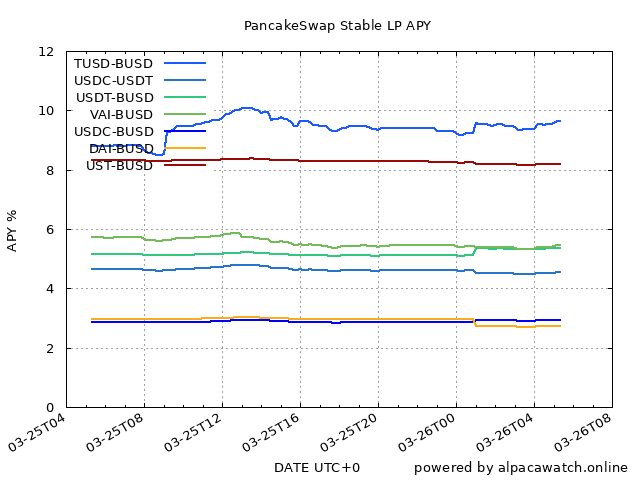 PancakeSwap Stable LP APY
12
10
8
6
4
2
0
APY %
TUSD-BUSD
USDC-USDT
USDT-BUSD
VAI-BUSD
USDC-BUSD
DAI-BUSD
UST-BUSD
03-25T04
03-25T08
03-25T12
03-25T16
03-25T20
03-26T00
03-26T04
03-26T08
DATE UTC+0
powered by alpacawatch.online